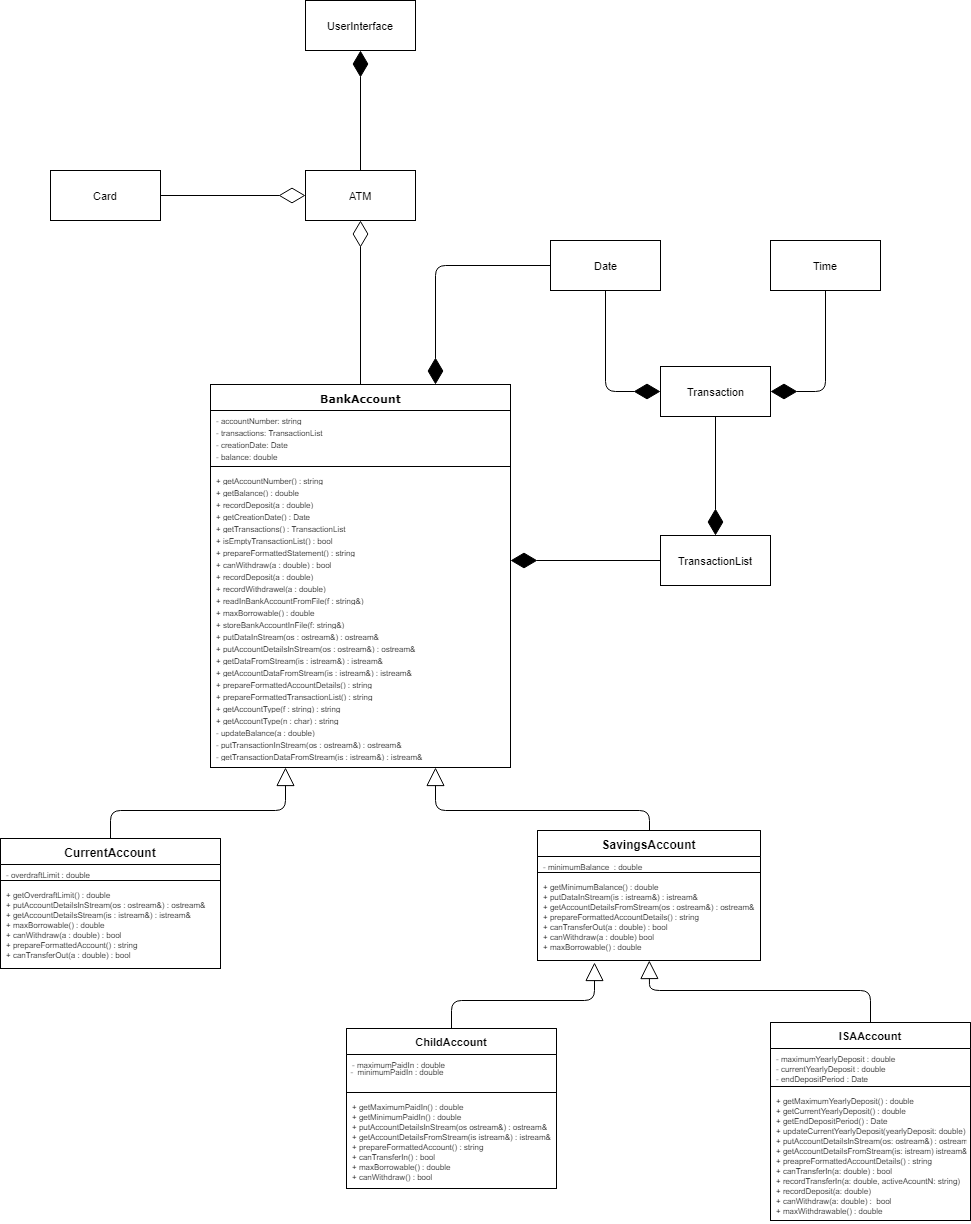 UserInterface
Card
ATM
Date
Time
Transaction
TransactionList
BankAccount
- accountNumber: string
- transactions: TransactionList
- creationDate: Date
- balance: double
+ getAccountNumber() : string
+ getBalance() : double
+ recordDeposit(a : double)
+ getCreationDate() : Date
+ getTransactions() : TransactionList
+ isEmptyTransactionList() : bool
+ prepareFormattedStatement() : string
+ canWithdraw(a : double) : bool
+ recordDeposit(a : double)
+ recordWithdrawel(a : double)
+ readInBankAccountFromFile(f : string&)
+ maxBorrowable() : double
+ storeBankAccountInFile(f: string&)
+ putDataInStream(os : ostream&) : ostream&
+ putAccountDetailsInStream(os : ostream&) : ostream&
+ getDataFromStream(is : istream&) : istream&
+ getAccountDataFromStream(is : istream&) : istream&
+ prepareFormattedAccountDetails() : string
+ prepareFormattedTransactionList() : string
+ getAccountType(f : string) : string
+ getAccountType(n : char) : string
- updateBalance(a : double)
- putTransactionInStream(os : ostream&) : ostream&
- getTransactionDataFromStream(is : istream&) : istream&
CurrentAccount
- overdraftLimit : double
+ getOverdraftLimit() : double
+ putAccountDetailsInStream(os : ostream&) : ostream&
+ getAccountDetailsStream(is : istream&) : istream&
+ maxBorrowable() : double
+ canWithdraw(a : double) : bool
+ prepareFormattedAccount() : string
+ canTransferOut(a : double) : bool
SavingsAccount
- minimumBalance : double
+ getMinimumBalance() : double
+ putDataInStream(is : istream&) : istream&
+ getAccountDetailsFromStream(os : ostream&) : ostream&
+ prepareFormattedAccountDetails() : string
+ canTransferOut(a : double) : bool
+ canWithdraw(a : double) bool
+ maxBorrowable() : double
ChildAccount
- maximumPaidIn : double
- minimumPaidIn : double
+ getMaximumPaidIn() : double
+ getMinimumPaidIn() : double
+ putAccountDetailsInStream(os ostream&) : ostream&
+ getAccountDetailsFromStream(is istream&) : istream&
+ prepareFormattedAccount() : string
+ canTransferIn() : bool
+ maxBorrowable() : double
+ canWithdraw() : bool
ISAAccount
- maximumYearlyDeposit : double
- currentYearlyDeposit : double
- endDepositPeriod : Date
+ getMaximumYearlyDeposit() : double
+ getCurrentYearlyDeposit() : double
+ getEndDepositPeriod() : Date
+ updateCurrentYearlyDeposit(yearlyDeposit: double)
+ putAccountDetailsInStream(os: ostream&) : ostream
+ getAccountDetailsFromStream(is: istream) istream&
+ preapreFormattedAccountDetails() : string
+ canTransferIn(a: double) : bool
+ recordTransferIn(a: double, activeAcountN: string)
+ recordDeposit(a: double)
+ canWithdraw(a: double) : bool
+ maxWithdrawable() : double